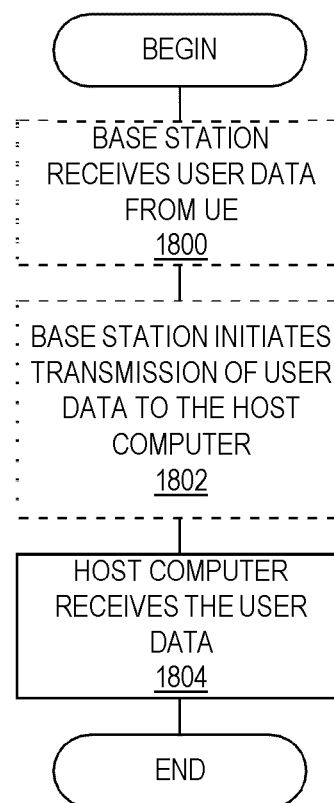 BEGIN
BASE STATION
RECEIVES USER DATA
FROM UE
1800
BASE STATION INITIATES
TRANSMISSION OF USER
DATA TO THE HOST
COMPUTER
1802
HOST COMPUTER
RECEIVES THE USER
DATA
1804
END